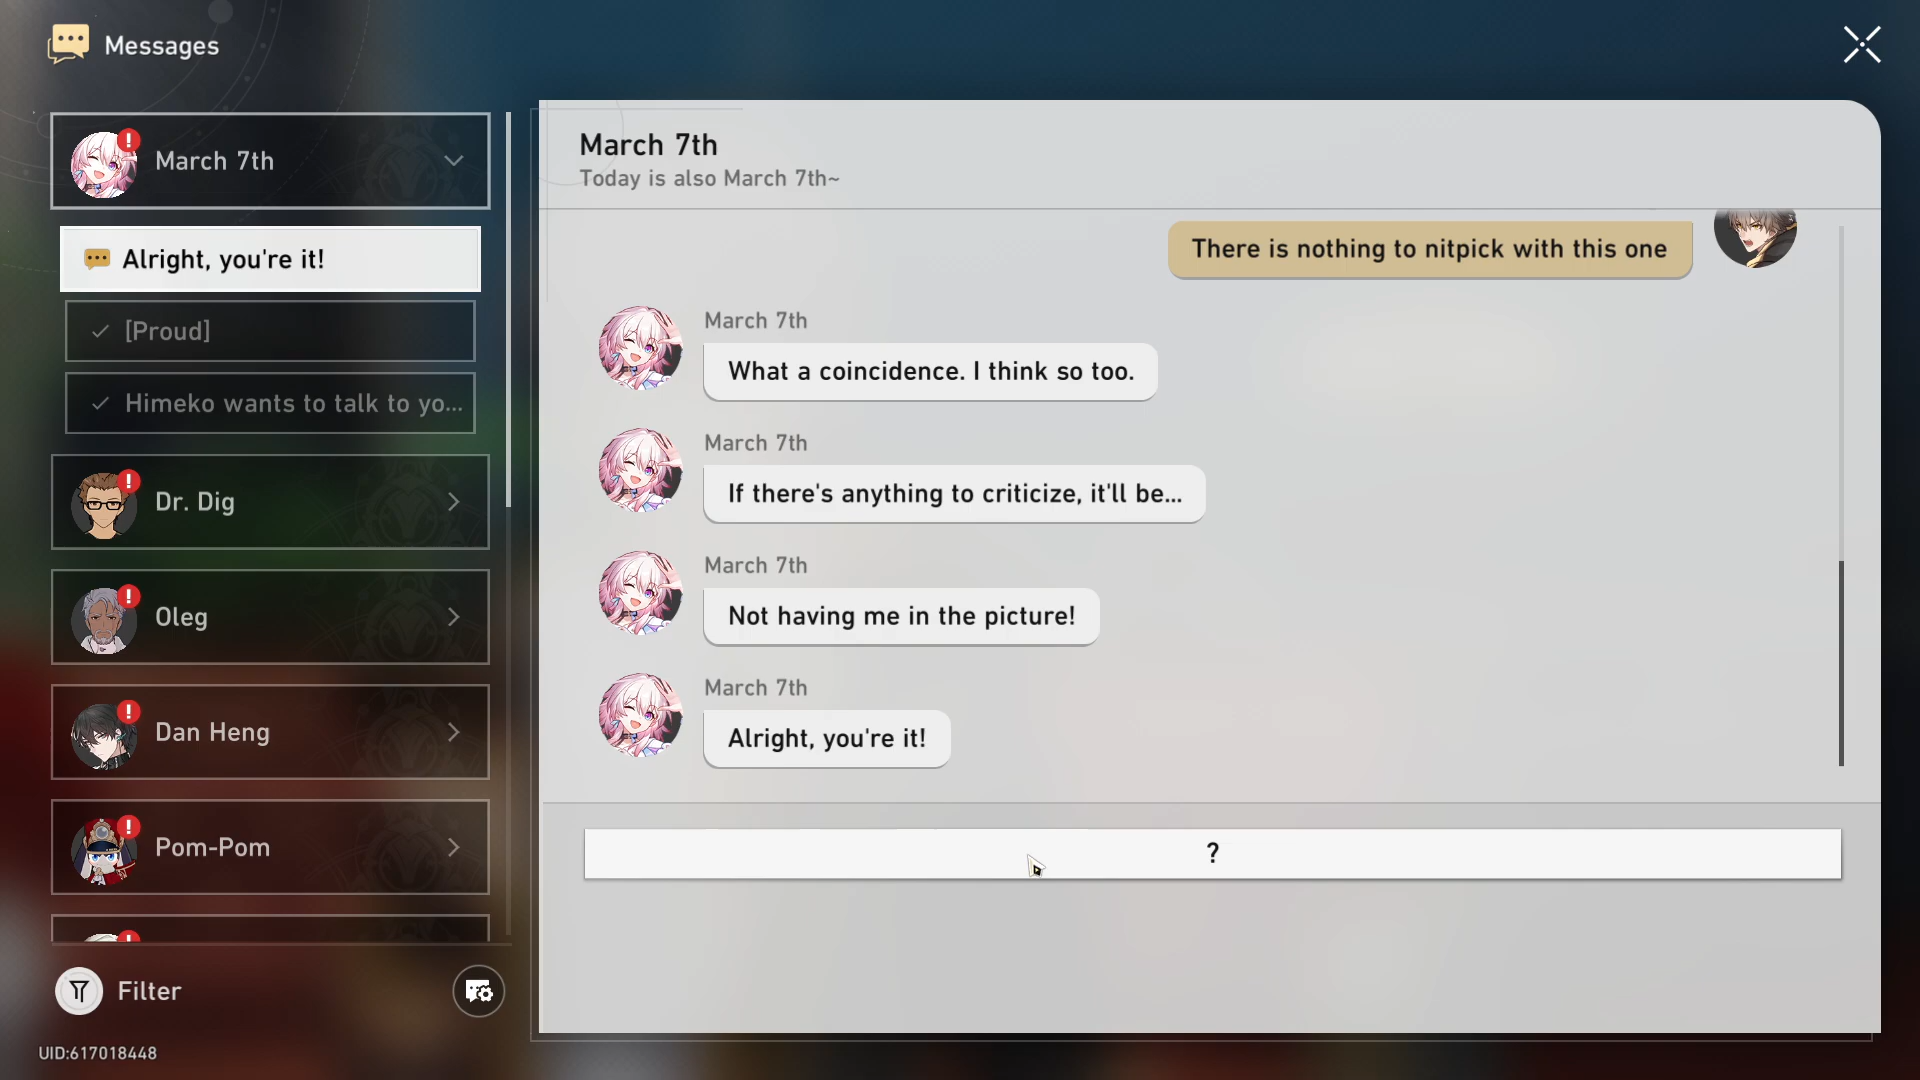 Messages
March 7th
Alright, you're it!
[Proud]
Himeko wants to talk to yo...
Dr. Dig
Oleg
Dan Heng
Pom-Pom
Filter
UID:617018448
March 7th
Today is also March 7th~
There is nothing to nitpick with this one
March 7th
What a coincidence. I think so too.
March 7th
If there's anything to criticize, it'll be...
March 7th
Not having me in the picture!
March 7th
Alright, you're it!
?